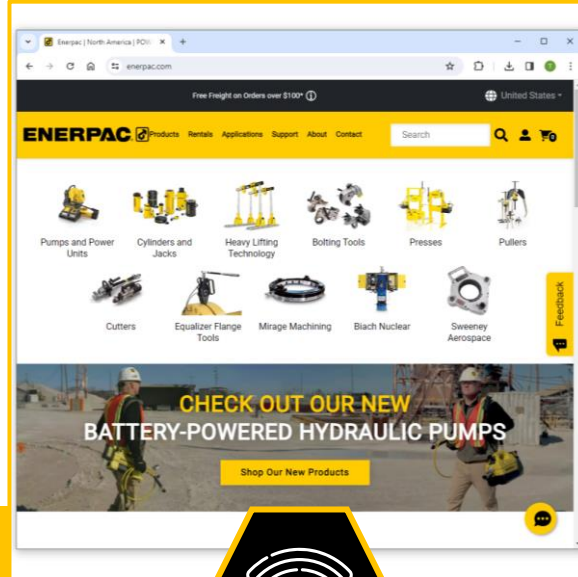 Enerpac | North America | POW
enerpac.com
Free Freight on Orders over $100*
United States
ENERPAC
Products Rentals Applications Support About Contact
Search
0
Pumps and Power
Units
Cylinders and
Jacks
Heavy Lifting
Technology
Bolting Tools
Presses
Pullers
Cutters
Equalizer Flange
Tools
Mirage Machining
Biach Nuclear
Sweeney
Aerospace
Feedback
CHECK OUT OUR NEW
BATTERY-POWERED HYDRAULIC PUMPS
Shop Our New Products